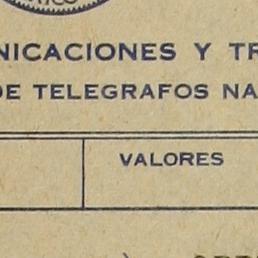 NICACIONES Y TR
DE TELEGRAFOS NA
VALORES